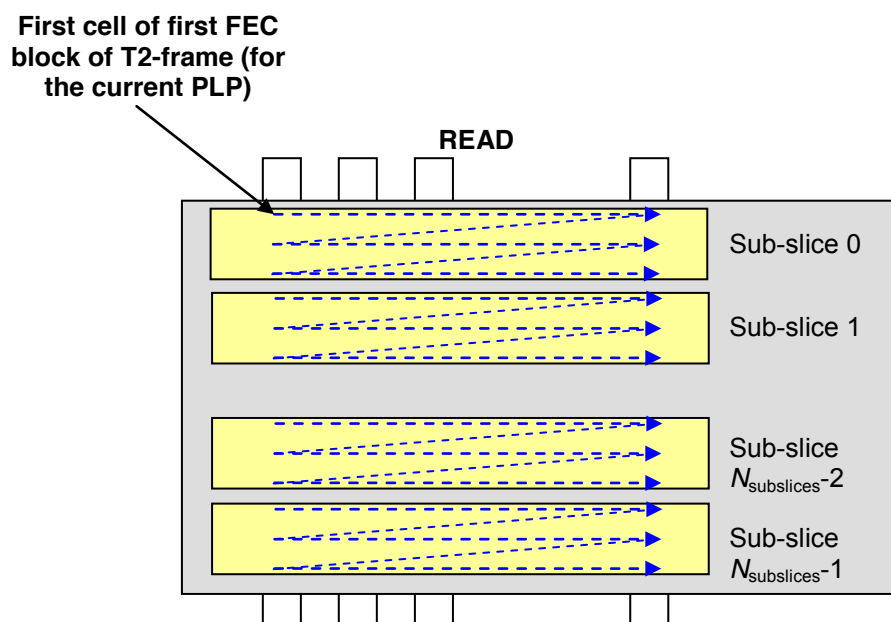 First cell of first FEC
block of T2-frame (for
the current PLP)
READ
Sub-slice 0
Sub-slice 1
Sub-slice
Nsubslices-2
Sub-slice
Nsubslices-1